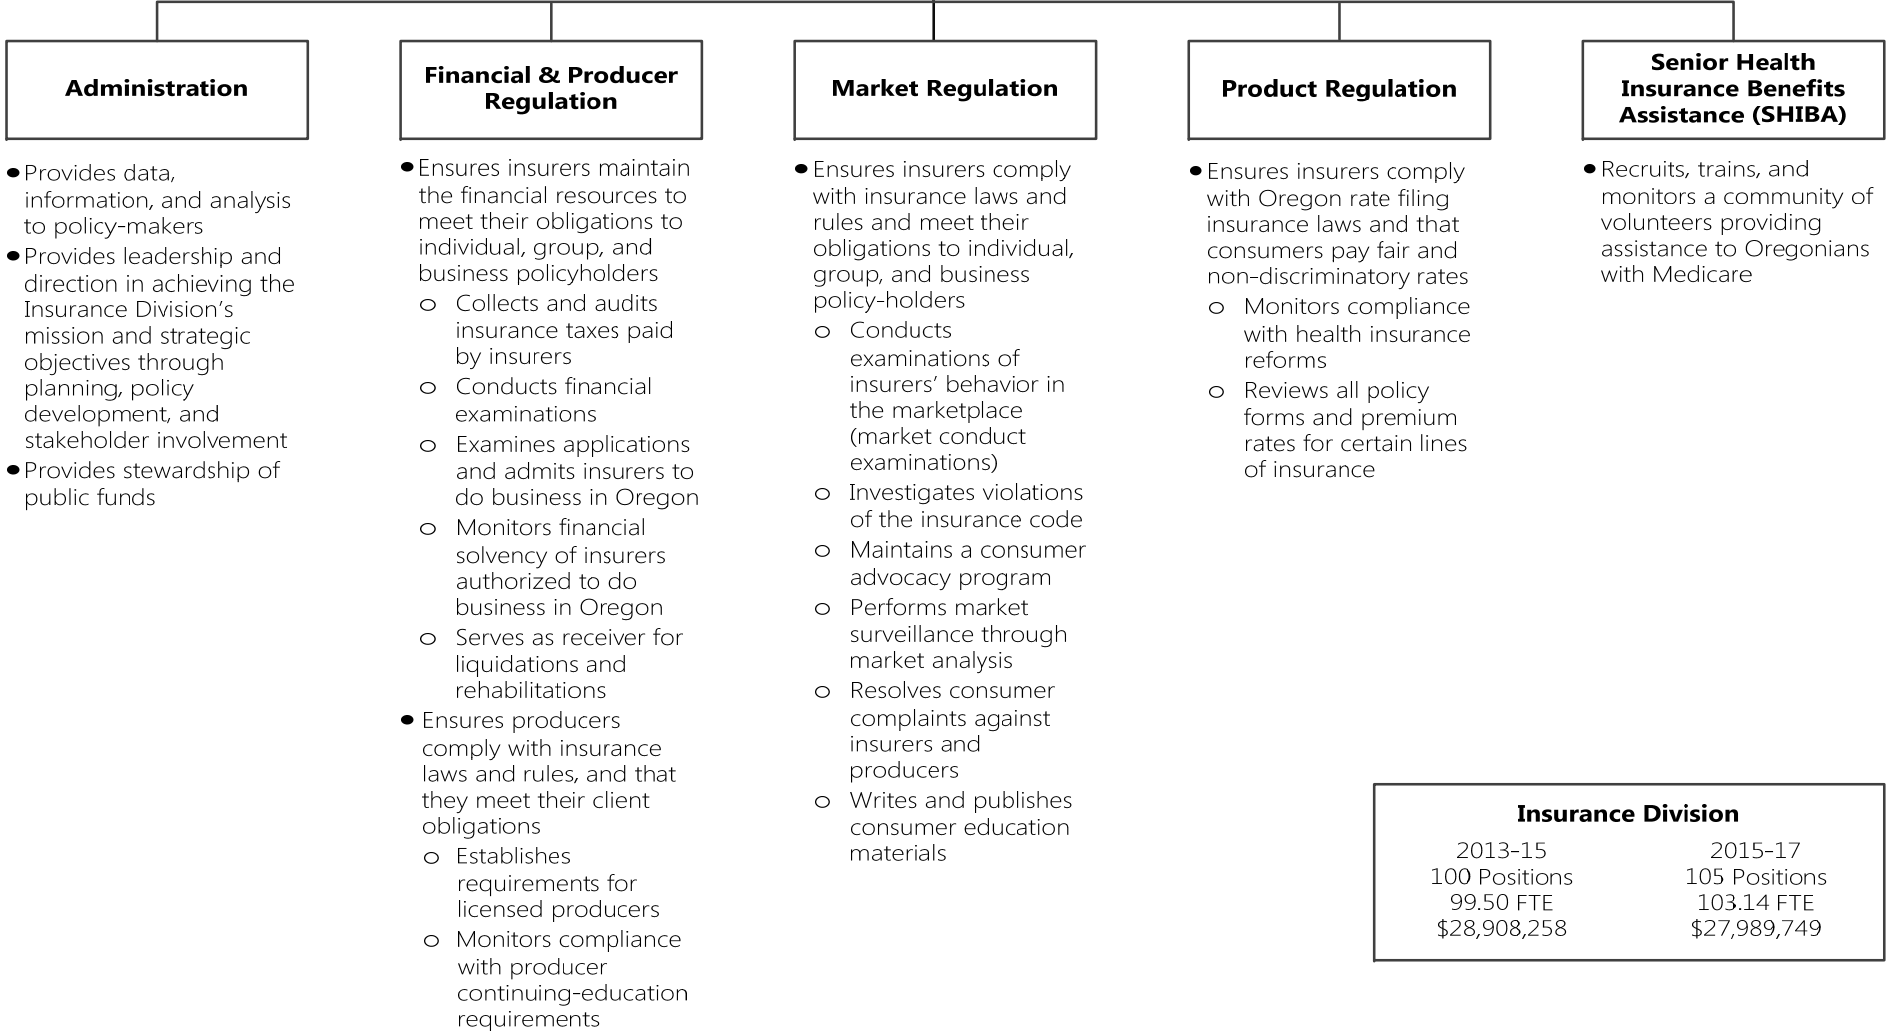 Administration
• Provides data,
information, and analysis
to policy-makers
• Provides leadership and
direction in achieving the
Insurance Division’s
mission and strategic
objectives through
planning, policy
development, and
stakeholder involvement
• Provides stewardship of
public funds
Financial & Producer
Regulation
• Ensures insurers maintain
the financial resources to
meet their obligations to
individual, group, and
business policyholders
o Collects and audits
insurance taxes paid
by insurers
o Conducts financial
examinations
o Examines applications
and admits insurers to
do business in Oregon
o Monitors financial
solvency of insurers
authorized to do
business in Oregon
o Serves as receiver for
liquidations and
rehabilitations
• Ensures producers
comply with insurance
laws and rules, and that
they meet their client
obligations
o Establishes
requirements for
licensed producers
o Monitors compliance
with producer
continuing-education
requirements
Market Regulation
• Ensures insurers comply
with insurance laws and
rules and meet their
obligations to individual,
group, and business
policy-holders
o Conducts
examinations of
insurers’ behavior in
the marketplace
(market conduct
examinations)
o Investigates violations
of the insurance code
o Maintains a consumer
advocacy program
o Performs market
surveillance through
market analysis
o Resolves consumer
complaints against
insurers and
producers
o Writes and publishes
consumer education
materials
Product Regulation
• Ensures insurers comply
with Oregon rate filing
insurance laws and that
consumers pay fair and
non-discriminatory rates
o Monitors compliance
with health insurance
reforms
o Reviews all policy
forms and premium
rates for certain lines
of insurance
Senior Health
Insurance Benefits
Assistance (SHIBA)
• Recruits, trains, and
monitors a community of
volunteers providing
assistance to Oregonians
with Medicare
Insurance Division
2013-15
100 Positions
99.50 FTE
$28,908,258
2015-17
105 Positions
103.14 FTE
$27,989,749